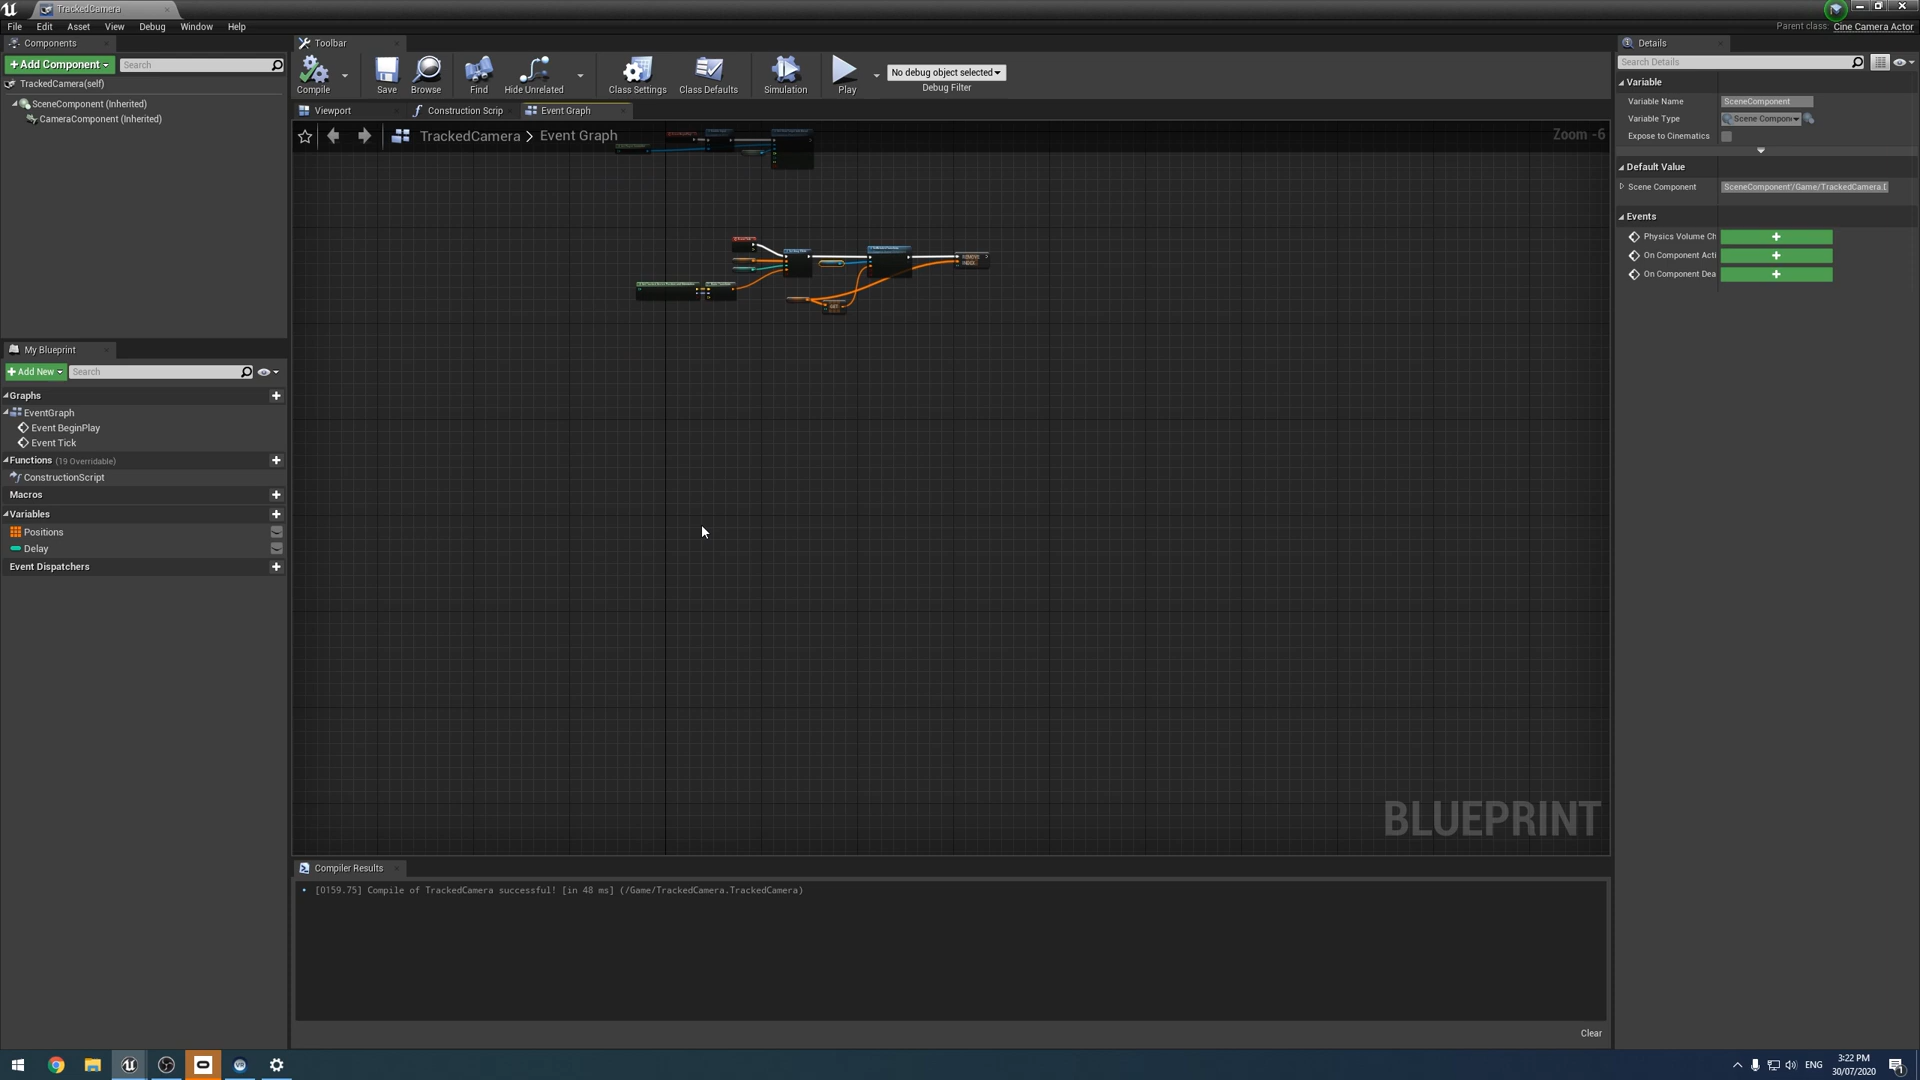 TrackedCamera
File Edit Asset View Debug Window Help
Parent class: Cine Camera Actor
Components
+Add Component
Search
TrackedCamera(self)
SceneComponent (Inherited)
CameraComponent (Inherited)
My Blueprint
+Add New
Search
Graphs
EventGraph
Event BeginPlay
Event Tick
Functions (19 Overridable)
ConstructionScript
Macros
Variables
Positions
Delay
Event Dispatchers
Toolbar
Compile
Save
Browse
Find
Hide Unrelated
Class Settings
Class Defaults
Simulation
Play
No debug object selected
Debug Filter
Viewport
Construction Scrip
Event Graph
TrackedCamera > Event Graph
Zoom -6
BLUEPRINT
Compiler Results
[0159.75] Compile of TrackedCamera successful! [in 48 ms] (/Game/TrackedCamera.TrackedCamera)
Clear
Details
Search Details
Variable
Variable Name SceneComponent
Variable Type Scene Compon
Expose to Cinematics
Default Value
Scene Component SceneComponent'/Game/TrackedCamera.
Events
Physics Volume Ch
On Component Acti
On Component Dea
ENG
3:22 PM
30/07/2020